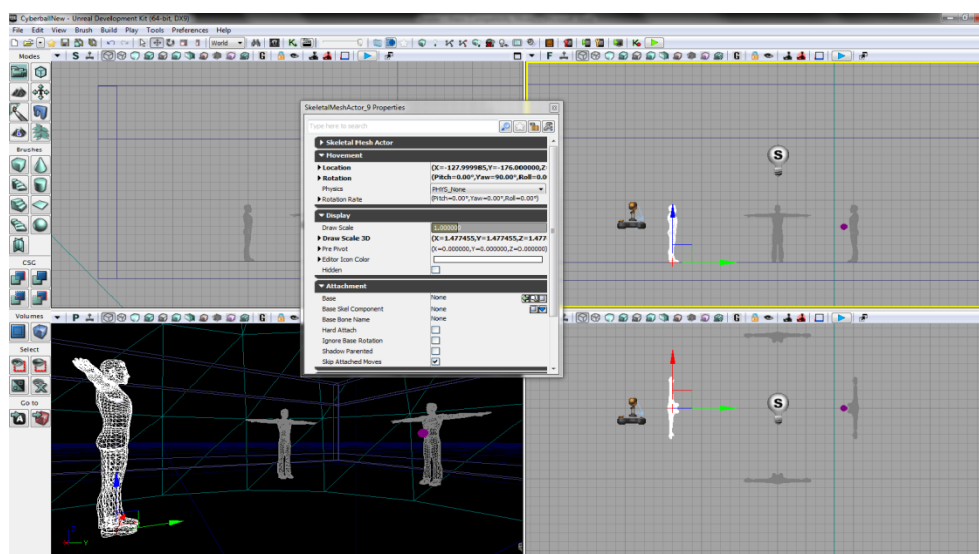 CyberballNew - Unreal Development Kit (64-bit, DX9)
File Edit View Brush Build Play Tools Preferences Help
World
Modes
S G
F G
SkeletalMeshActor_9 Properties
Type here to search
Skeletal Mesh Actor
Movement
Location (X=-127.999985,Y=-176.000000,Z=
Rotation (Pitch=0.00°,Yaw=90.00°,Roll=0.0
Physics PHYS_None
Rotation Rate (Pitch=0.00°,Yaw=0.00°,Roll=0.00°)
Display
Draw Scale 1.000000
Draw Scale 3D (X=1.477455,Y=1.477455,Z=1.477
Pre Pivot (X=0.000000,Y=0.000000,Z=0.000000)
Editor Icon Color
Hidden
Attachment
Base None
Base Skel Component None
Base Bone Name None
Hard Attach
Ignore Base Rotation
Shadow Parented
Skip Attached Moves
Brushes
CSG
Volumes
P G
G
Select
Go to
S
S
Z
Y